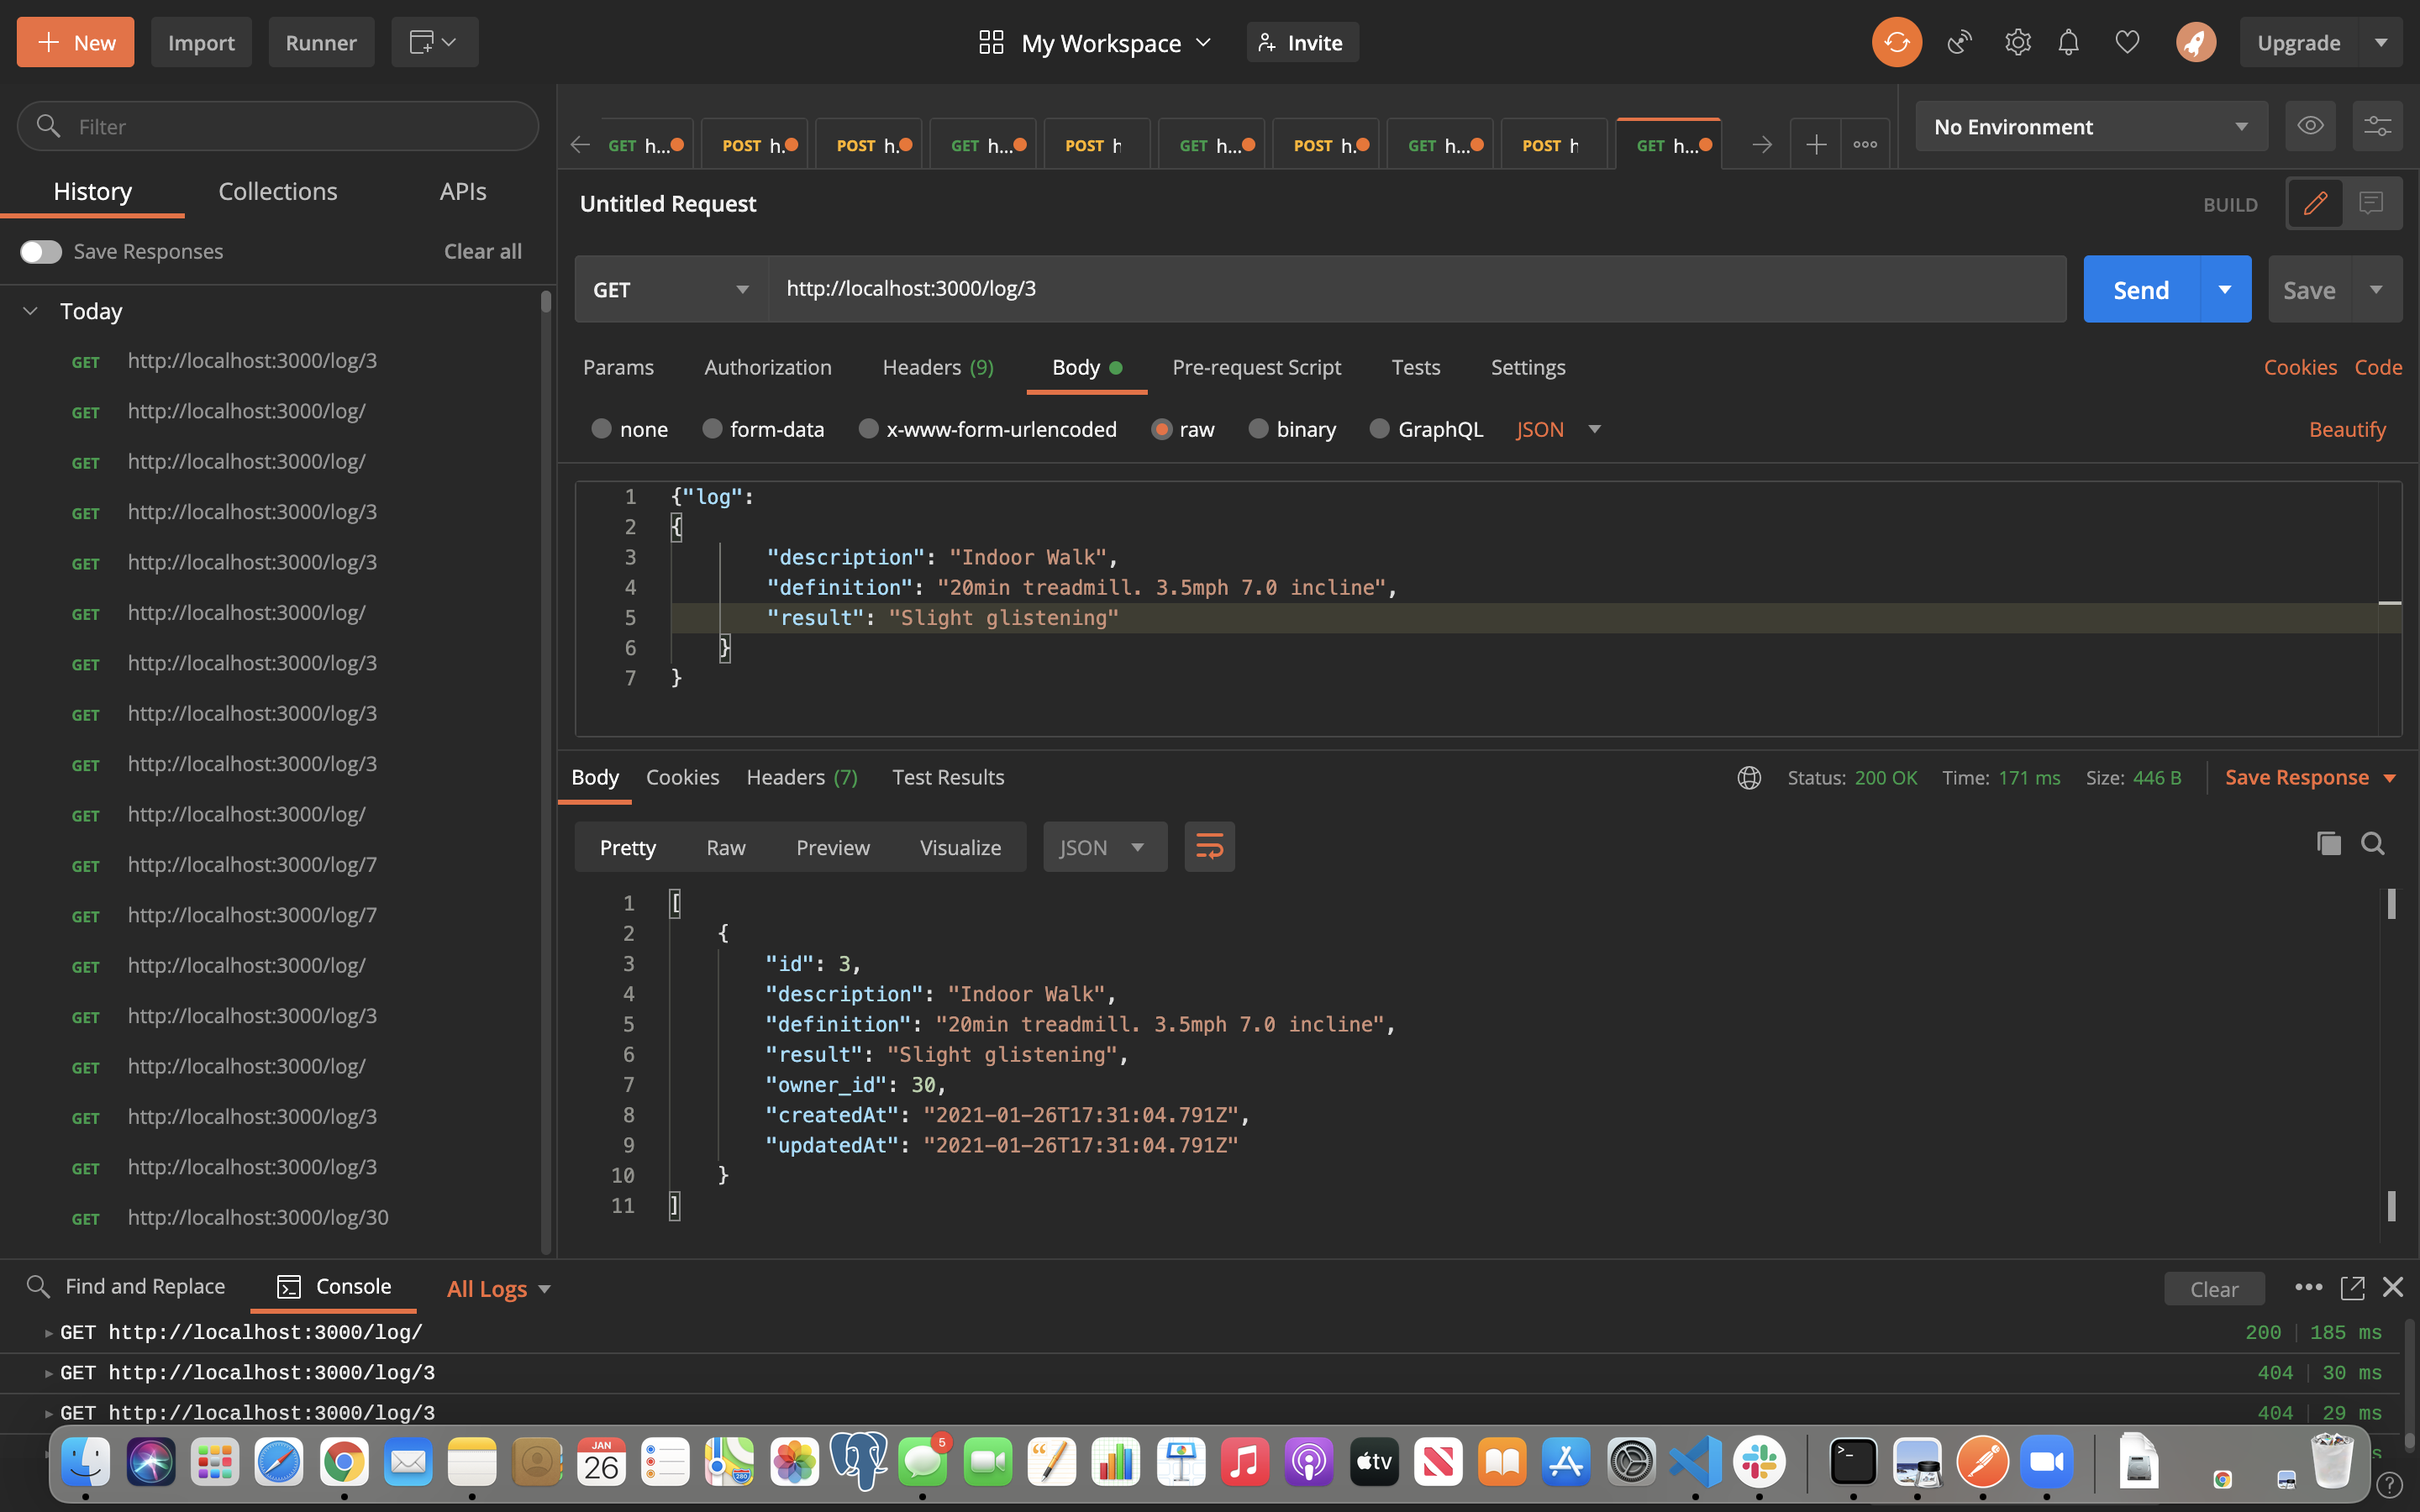 New Import Runner My Workspace Invite Upgrade
Filter
GET h... POST h. POST h. GET h... POST h GET h... POST h. GET h... POST h GET h... No Environment
History Collections APIs
Untitled Request BUILD
Save Responses Clear all
GET http://localhost:3000/log/3 Send Save
Today
GET http://localhost:3000/log/3
GET http://localhost:3000/log/
GET http://localhost:3000/log/
GET http://localhost:3000/log/3
GET http://localhost:3000/log/3
GET http://localhost:3000/log/
GET http://localhost:3000/log/3
GET http://localhost:3000/log/3
GET http://localhost:3000/log/3
GET http://localhost:3000/log/
GET http://localhost:3000/log/7
GET http://localhost:3000/log/7
GET http://localhost:3000/log/
GET http://localhost:3000/log/3
GET http://localhost:3000/log/
GET http://localhost:3000/log/3
GET http://localhost:3000/log/3
GET http://localhost:3000/log/30
Params Authorization Headers (9) Body Pre-request Script Tests Settings Cookies Code
none form-data x-www-form-urlencoded raw binary GraphQL JSON Beautify
1 {"log":
2 {
3 "description": "Indoor Walk",
4 "definition": "20min treadmill. 3.5mph 7.0 incline",
5 "result": "Slight glistening"
6 }
7 }
Body Cookies Headers (7) Test Results Status: 200 OK Time: 171 ms Size: 446 B Save Response
Pretty Raw Preview Visualize JSON
1 [
2 {
3 "id": 3,
4 "description": "Indoor Walk",
5 "definition": "20min treadmill. 3.5mph 7.0 incline",
6 "result": "Slight glistening",
7 "owner_id": 30,
8 "createdAt": "2021-01-26T17:31:04.791Z",
9 "updatedAt": "2021-01-26T17:31:04.791Z"
10 }
11 ]
Find and Replace Console All Logs Clear
GET http://localhost:3000/log/ 200 185 ms
GET http://localhost:3000/log/3 404 30 ms
GET http://localhost:3000/log/3 404 29 ms
JAN
26
5
280
tv
?